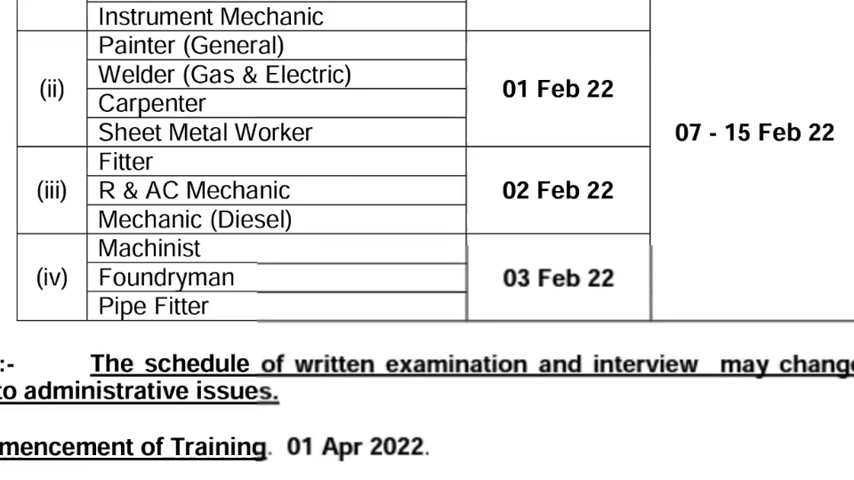 Instrument Mechanic
(ii) Painter (General)
Welder (Gas & Electric)
Carpenter
Sheet Metal Worker
01 Feb 22
07 - 15 Feb 22
(iii) Fitter
R & AC Mechanic
Mechanic (Diesel)
02 Feb 22
(iv) Machinist
Foundryman
Pipe Fitter
03 Feb 22
:- The schedule of written examination and interview may change
to administrative issues.
mencement of Training. 01 Apr 2022.